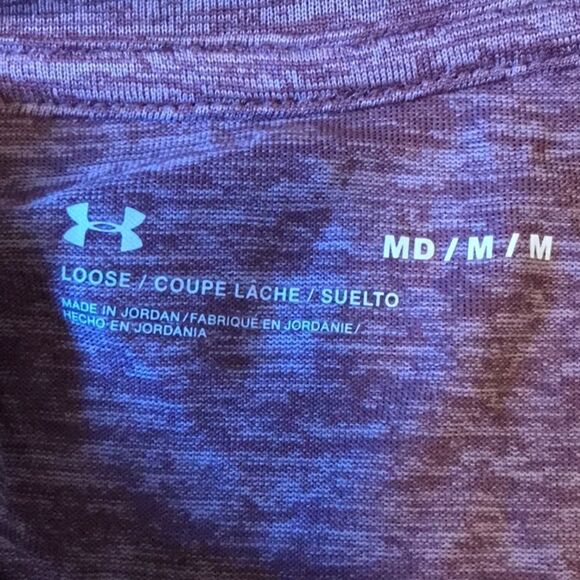 MD / M / M
LOOSE / COUPE LACHE / SUELTO
MADE IN JORDAN/FABRIQUE EN JORDANIE/
HECHO EN JORDANIA